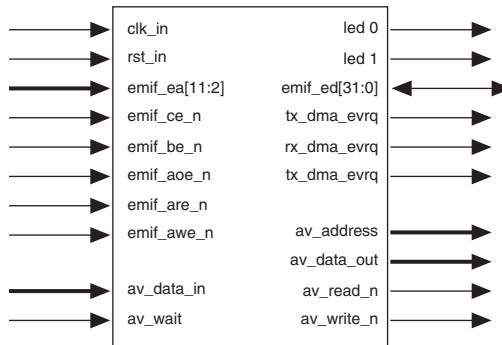 clk_in led 0
rst_in led 1
emif_ea[11:2] emif_ed[31:0]
emif_ce_n tx_dma_evrq
emif_be_n rx_dma_evrq
emif_aoe_n tx_dma_evrq
emif_are_n
emif_awe_n av_address
av_data_out
av_data_in av_read_n
av_wait av_write_n